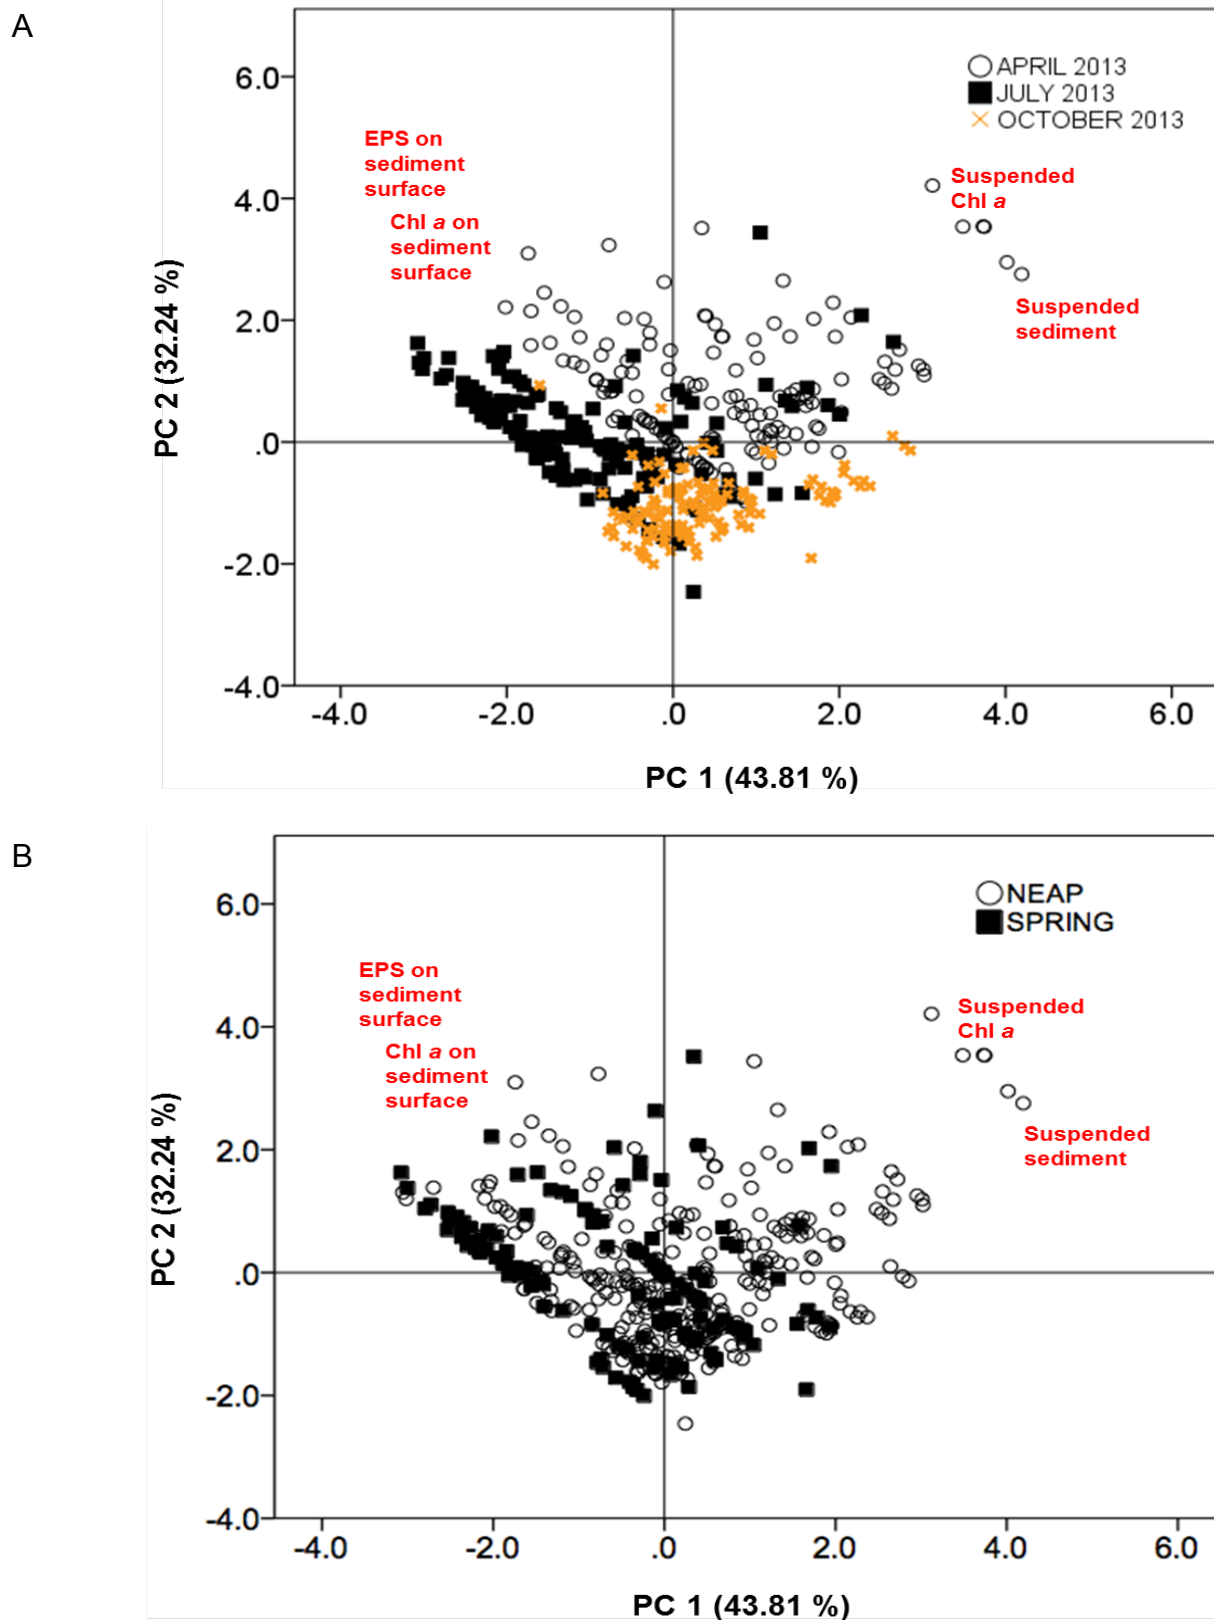 A
6.0
4.0
2.0
.0
-2.0
-4.0
PC 2 (32.24 %)
APRIL 2013
JULY 2013
OCTOBER 2013
EPS on
sediment
surface
Chl a on
sediment
surface
Suspended
Chl a
Suspended
sediment
-4.0 -2.0 .0 2.0 4.0 6.0
PC 1 (43.81 %)
B
6.0
4.0
2.0
.0
-2.0
-4.0
PC 2 (32.24 %)
NEAP
SPRING
EPS on
sediment
surface
Chl a on
sediment
surface
Suspended
Chl a
Suspended
sediment
-4.0 -2.0 .0 2.0 4.0 6.0
PC 1 (43.81 %)